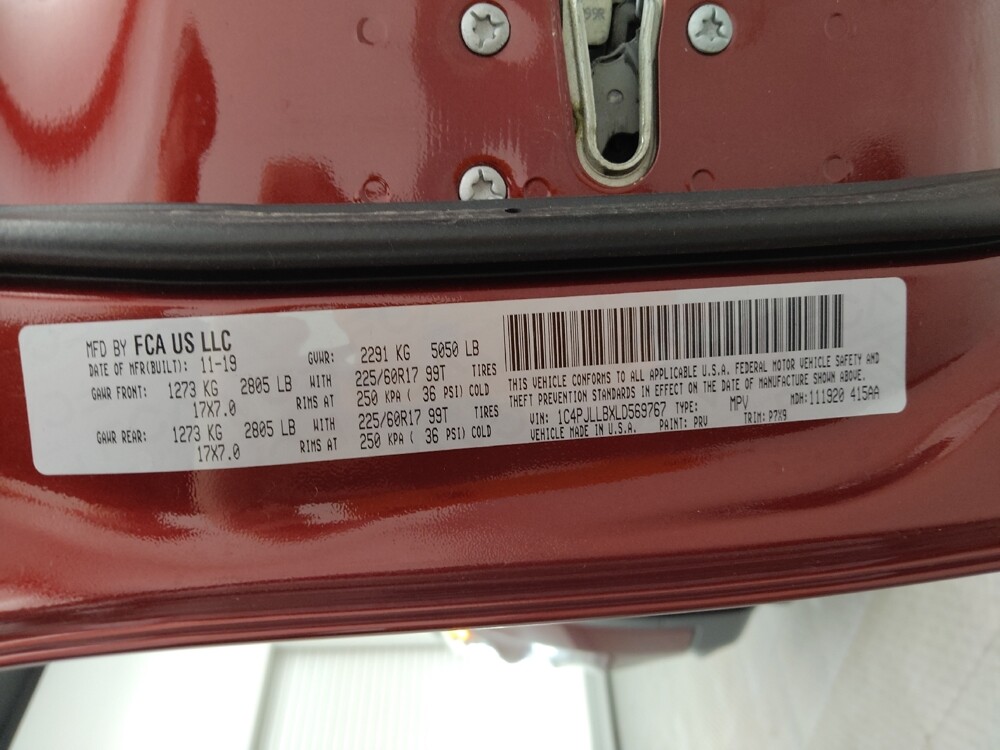 99R
MFD BY FCA US LLC
DATE OF MFR(BUILT): 11-19 GVWR: 2291 KG 5050 LB
GAWR FRONT: 1273 KG 2805 LB WITH 225/60R17 99T TIRES
17X7.0 RIMS AT 250 KPA ( 36 PSI) COLD
GAWR REAR: 1273 KG 2805 LB WITH 225/60R17 99T TIRES
17X7.0 RIMS AT 250 KPA ( 36 PSI) COLD
THIS VEHICLE CONFORMS TO ALL APPLICABLE U.S.A. FEDERAL MOTOR VEHICLE SAFETY AND
THEFT PREVENTION STANDARDS IN EFFECT ON THE DATE OF MANUFACTURE SHOWN ABOVE.
VIN: 1C4PJLLBXLD569767 TYPE: MPV MDH:111920 415AA
VEHICLE MADE IN U.S.A. PAINT: PRV TRIM: P7X9